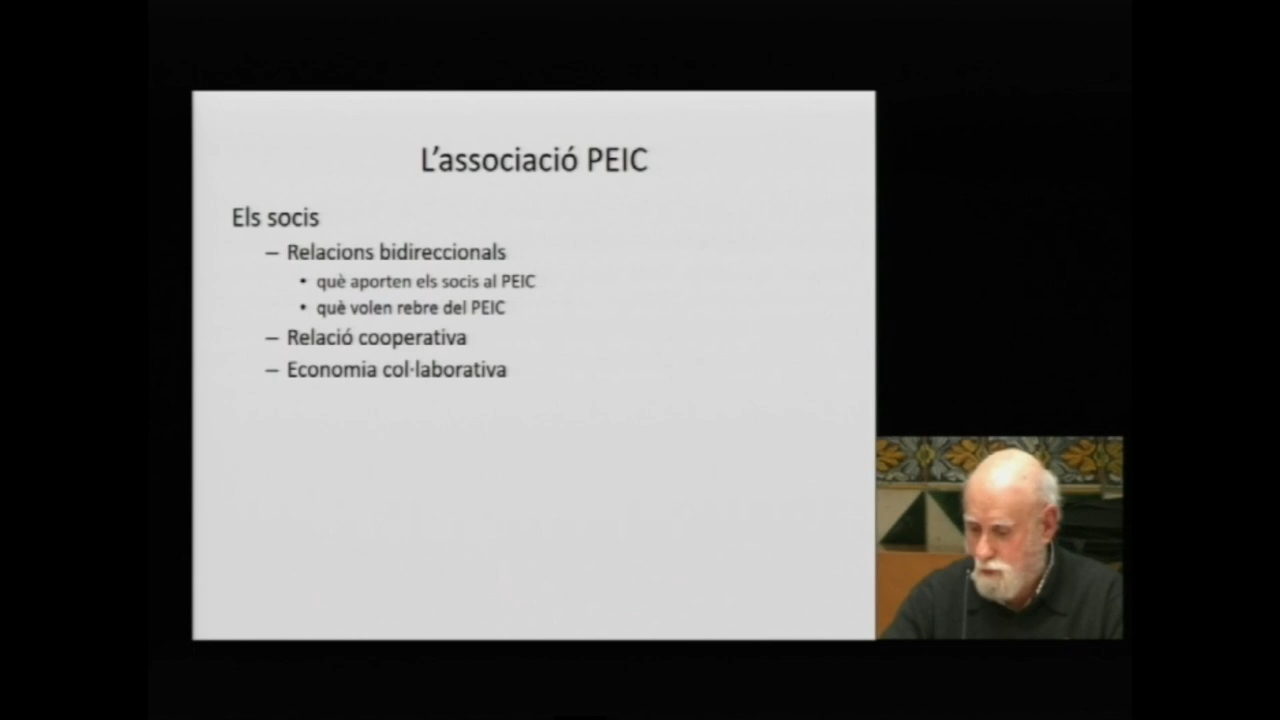 L'associació PEIC
Els socis
– Relacions bidireccionals
• què aporten els socis al PEIC
• què volen rebre del PEIC
– Relació cooperativa
– Economia col·laborativa